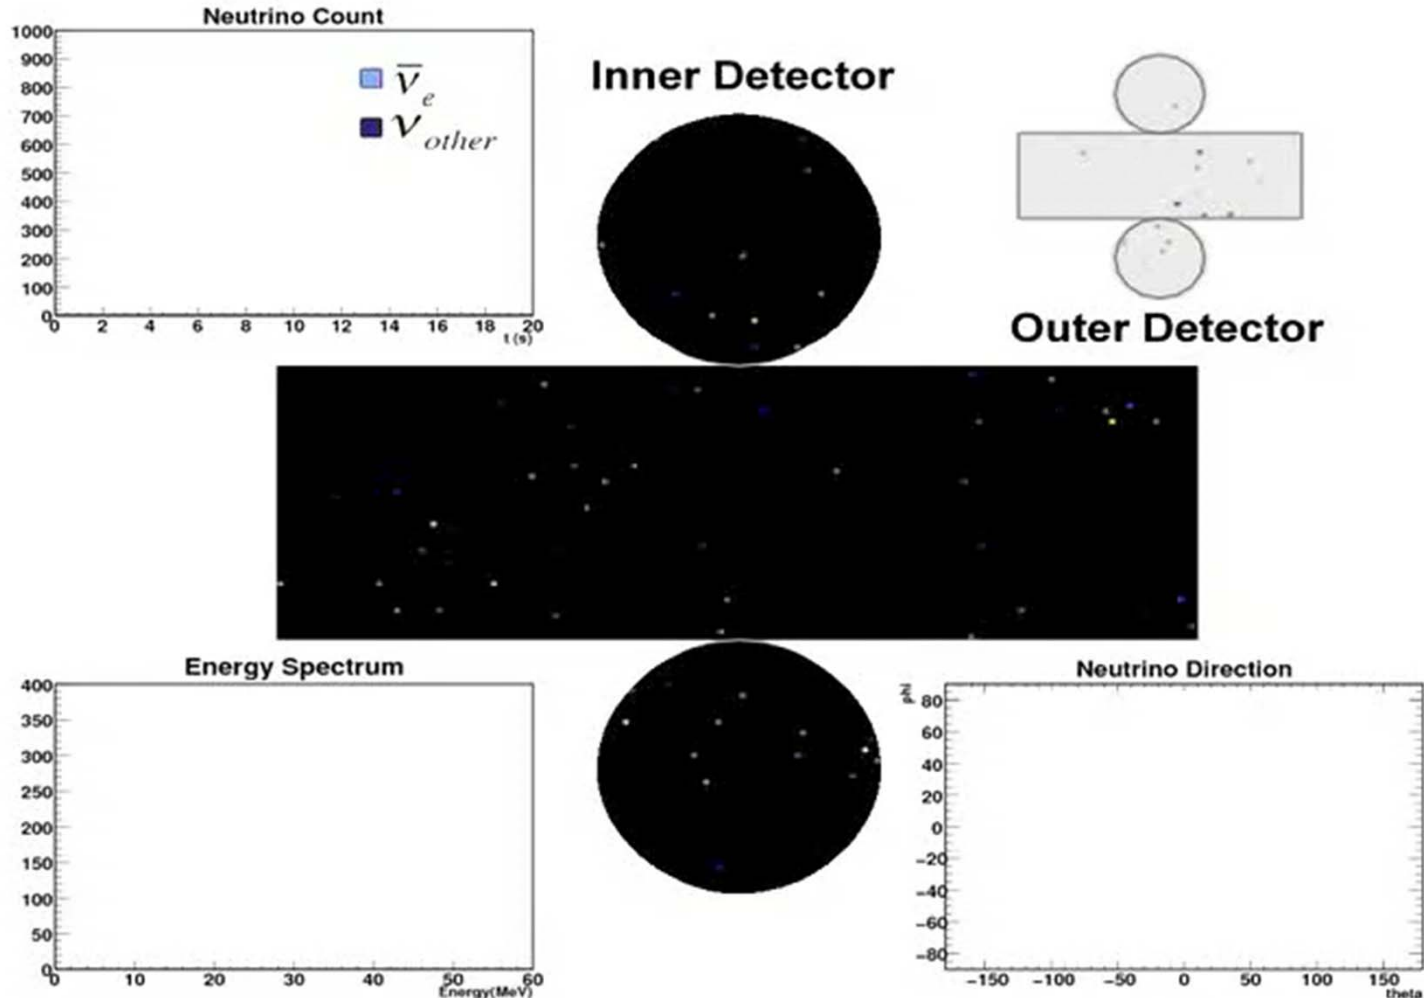 Neutrino Count
1000
900
800
700
600
500
400
300
200
100
0
0 2 4 6 8 10 12 14 16 18 20
t (s)
ν̄e
νother
Inner Detector
Outer Detector
Energy Spectrum
400
350
300
250
200
150
100
50
0
0 10 20 30 40 50 60
Energy(MeV)
Neutrino Direction
phi
80
60
40
20
0
−20
−40
−60
−80
−150 −100 −50 0 50 100 150
theta